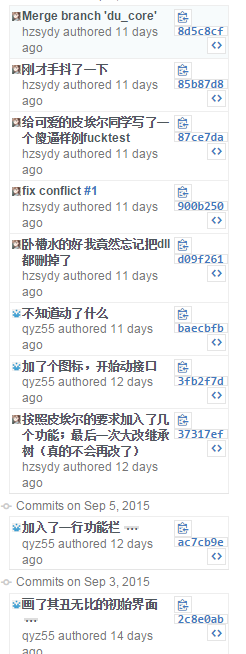 Merge branch 'du_core'
hzsydy authored 11 days
ago
8d5c8cf
刚才手抖了一下
hzsydy authored 11 days
ago
85b87d8
给可爱的皮埃尔同学写了一
个傻逼样例fucktest
hzsydy authored 11 days
ago
87ce7da
fix conflict #1
hzsydy authored 11 days
ago
900b250
卧槽水的好我竟然忘记把dll
都删掉了
hzsydy authored 11 days
ago
d09f261
不知道动了什么
qyz55 authored 11 days
ago
baecbfb
加了个图标，开始动接口
qyz55 authored 12 days
ago
3fb2f7d
按照皮埃尔的要求加入了几
个功能；最后一次大改继承
树（真的不会再改了）
hzsydy authored 12 days
ago
37317ef
Commits on Sep 5, 2015
加入了一行功能栏 …
qyz55 authored 12 days
ago
ac7cb9e
Commits on Sep 3, 2015
画了其丑无比的初始界面
…
qyz55 authored 14 days
ago
2c8e0ab